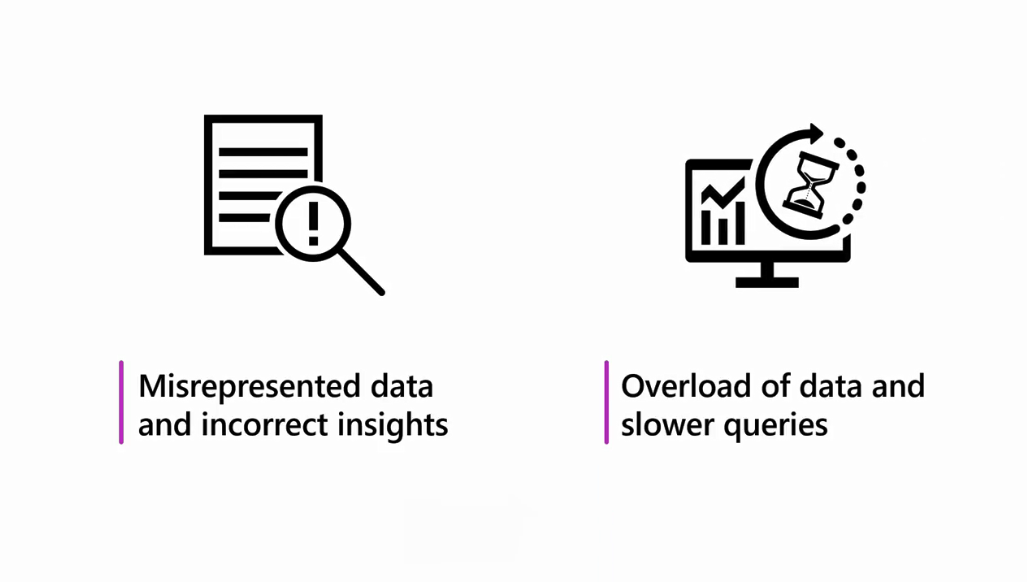 Misrepresented data
and incorrect insights
Overload of data and
slower queries